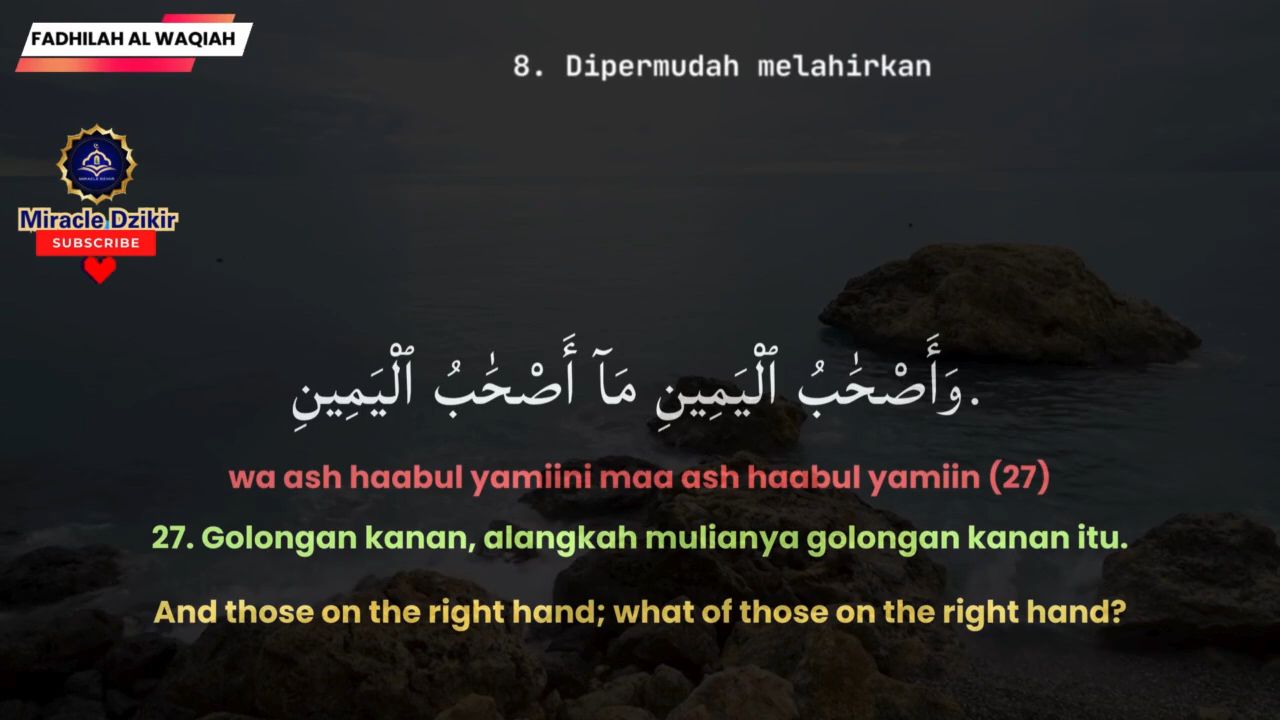 FADHILAH AL WAQIAH
8. Dipermudah melahirkan
MIRACLE DZIKIR
Miracle Dzikir
SUBSCRIBE
وَأَصْحَٰبُ ٱلْيَمِينِ مَآ أَصْحَٰبُ ٱلْيَمِينِ.
wa ash haabul yamiini maa ash haabul yamiin (27)
27. Golongan kanan, alangkah mulianya golongan kanan itu.
And those on the right hand; what of those on the right hand?